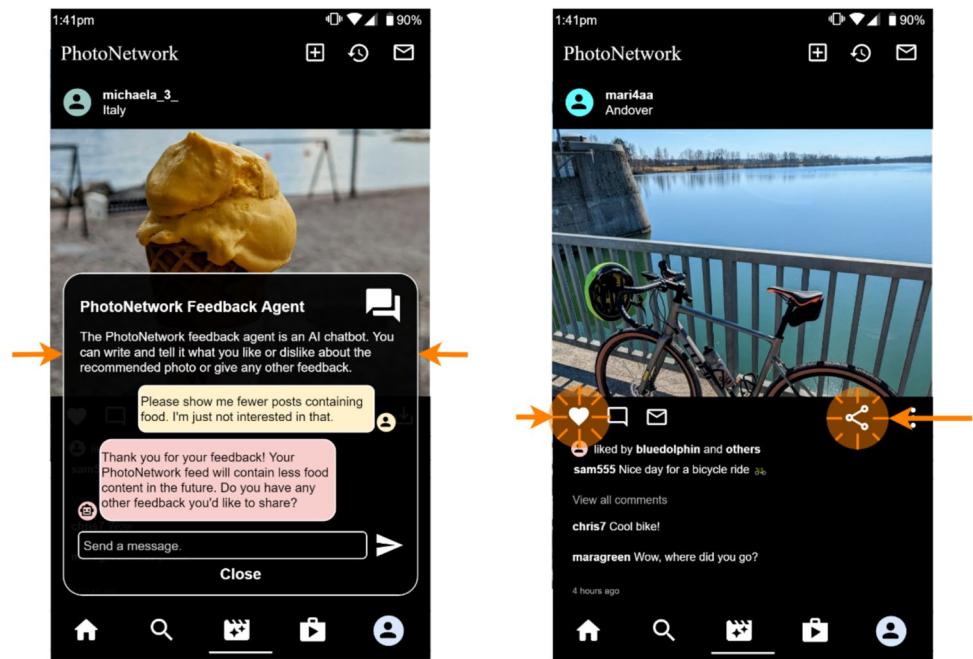 1:41pm
90%
PhotoNetwork
michaela_3_
Italy
PhotoNetwork Feedback Agent
The PhotoNetwork feedback agent is an AI chatbot. You
can write and tell it what you like or dislike about the
recommended photo or give any other feedback.
Please show me fewer posts containing
food. I'm just not interested in that.
Thank you for your feedback! Your
PhotoNetwork feed will contain less food
content in the future. Do you have any
other feedback you'd like to share?
Send a message.
Close
1:41pm
90%
PhotoNetwork
mari4aa
Andover
liked by bluedolphin and others
sam555 Nice day for a bicycle ride
View all comments
chris7 Cool bike!
maragreen Wow, where did you go?
4 hours ago